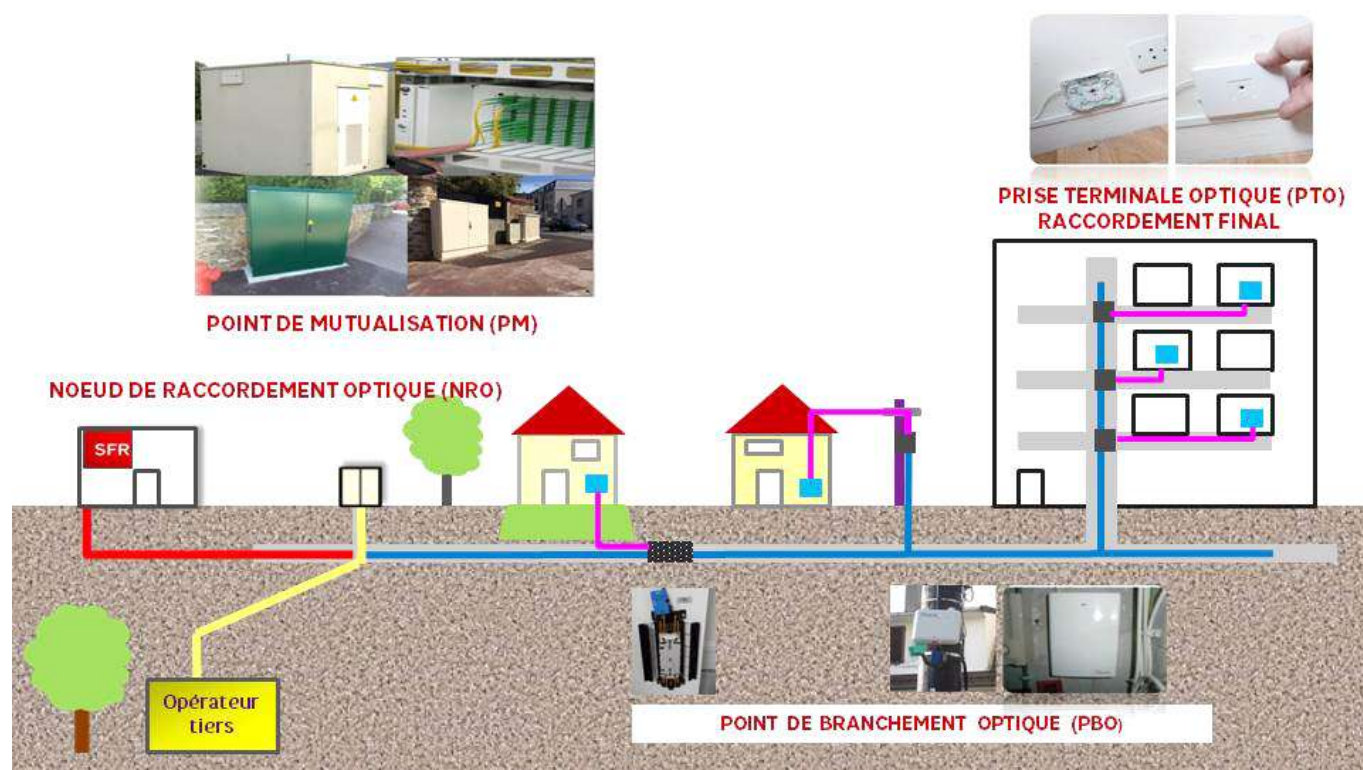 PRISE TERMINALE OPTIQUE (PTO)
RACCORDEMENT FINAL
POINT DE MUTUALISATION (PM)
NOEUD DE RACCORDEMENT OPTIQUE (NRO)
SFR
Opérateur
tiers
POINT DE BRANCHEMENT OPTIQUE (PBO)